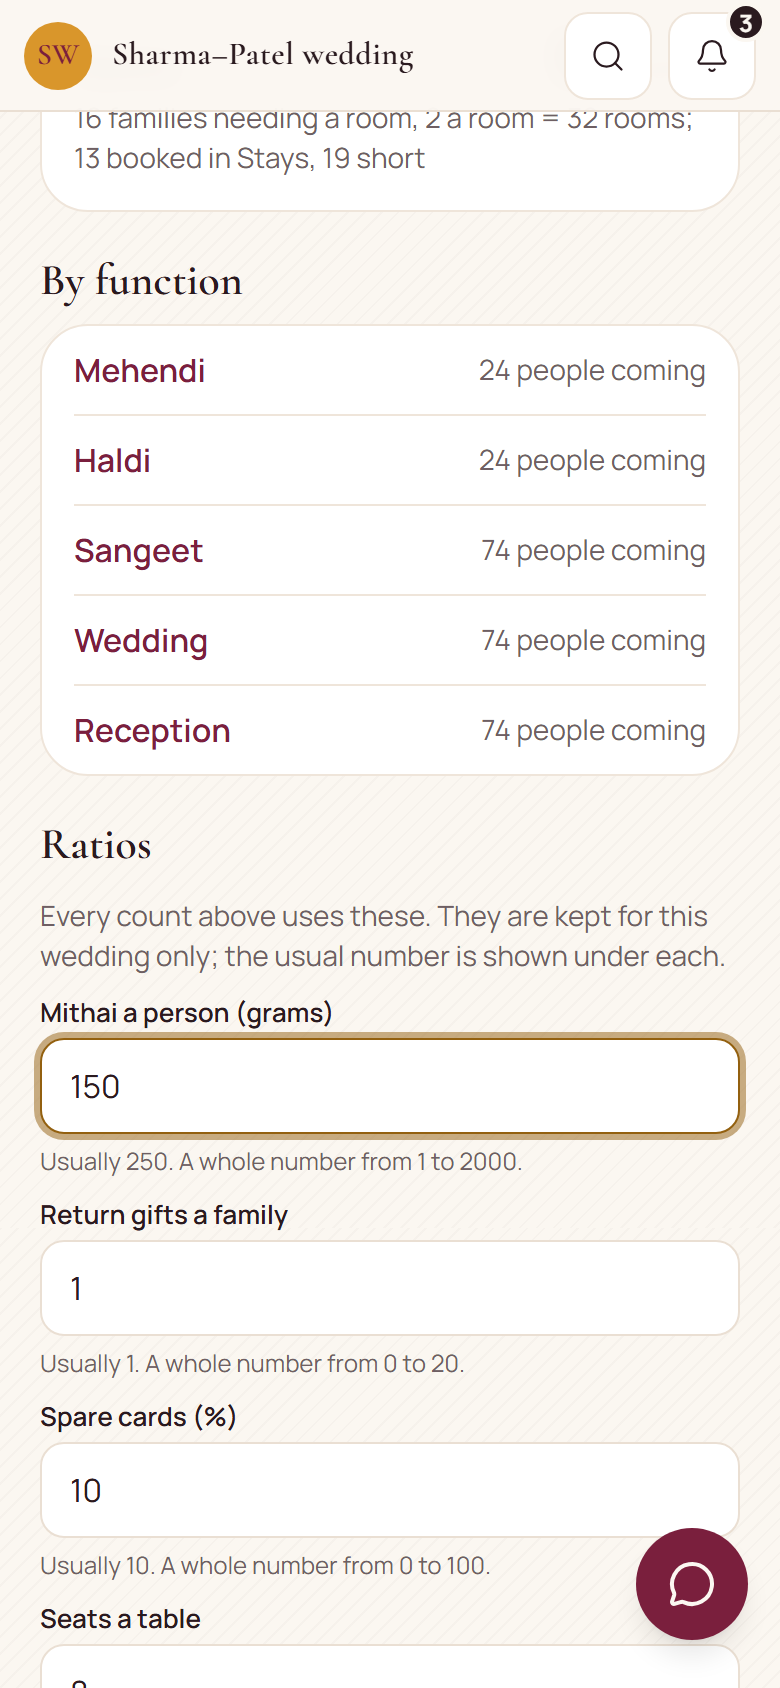 SW
Sharma–Patel wedding
3
16 families needing a room, 2 a room = 32 rooms;
13 booked in Stays, 19 short
By function
Mehendi 24 people coming
Haldi 24 people coming
Sangeet 74 people coming
Wedding 74 people coming
Reception 74 people coming
Ratios
Every count above uses these. They are kept for this
wedding only; the usual number is shown under each.
Mithai a person (grams)
150
Usually 250. A whole number from 1 to 2000.
Return gifts a family
1
Usually 1. A whole number from 0 to 20.
Spare cards (%)
10
Usually 10. A whole number from 0 to 100.
Seats a table